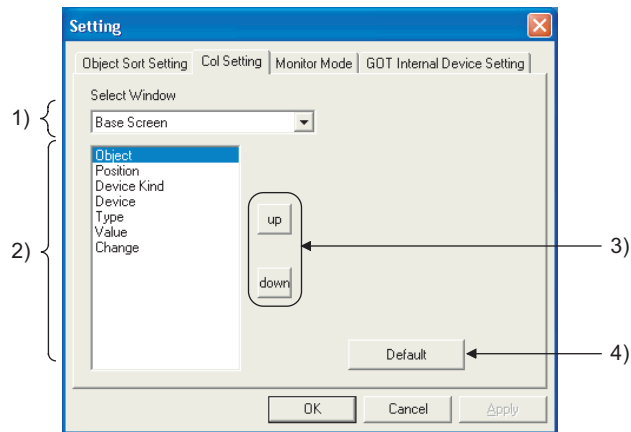 Setting
Object Sort Setting Col Setting Monitor Mode GOT Internal Device Setting
Select Window
1)
Base Screen
Object
Position
Device Kind
Device
Type
Value
Change
2)
up
3)
down
Default
4)
OK Cancel Apply